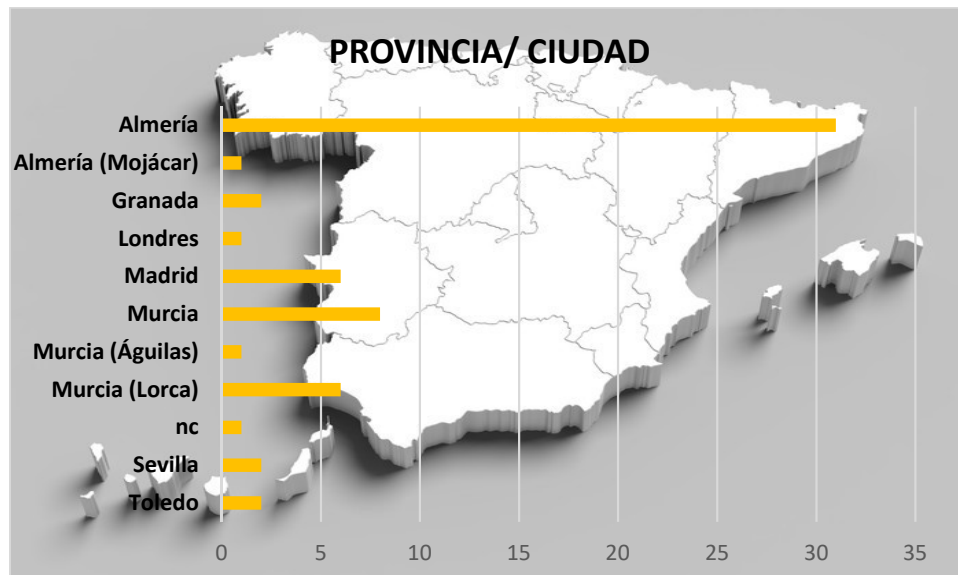 PROVINCIA/ CIUDAD
Almería
Almería (Mojácar)
Granada
Londres
Madrid
Murcia
Murcia (Águilas)
Murcia (Lorca)
nc
Sevilla
Toledo
0 5 10 15 20 25 30 35